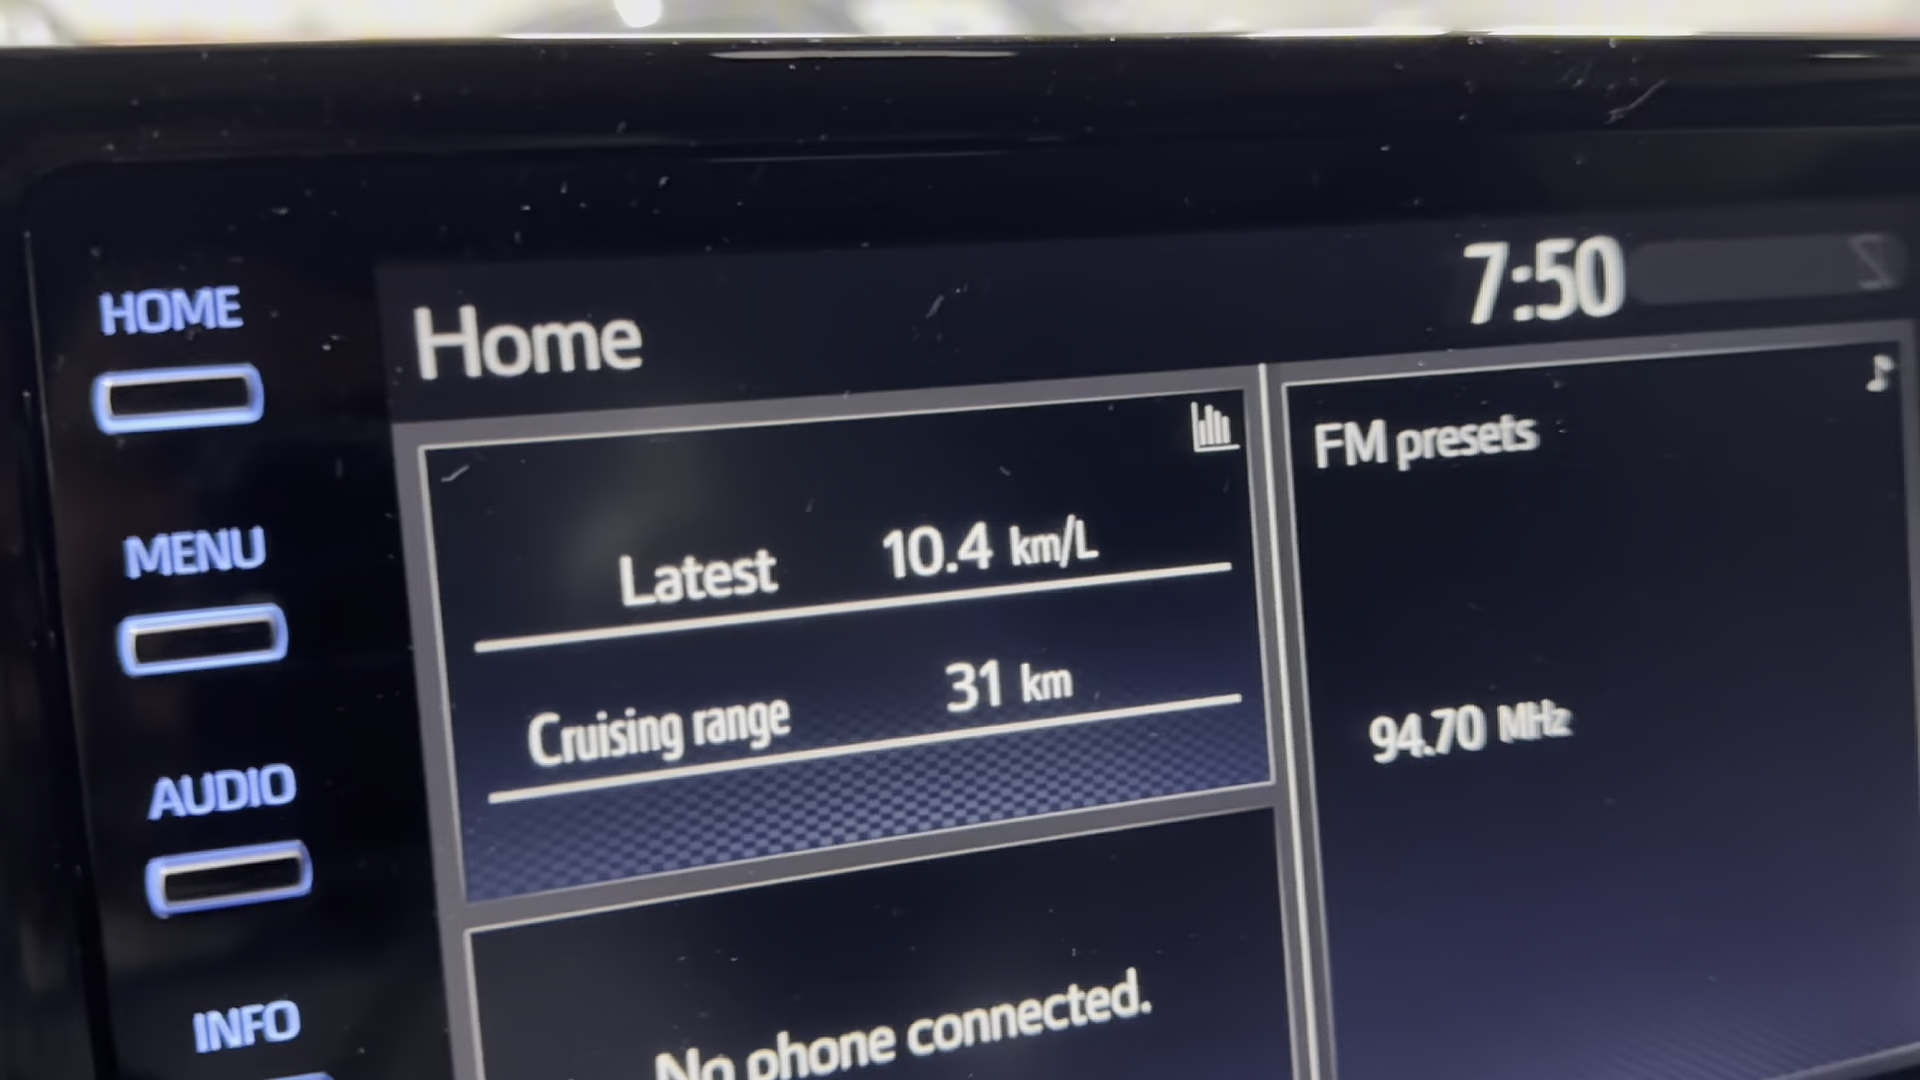 7:50
HOME
Home
FM presets
MENU
Latest 10.4 km/L
Cruising range 31 km
94.70 MHz
AUDIO
INFO
No phone connected.